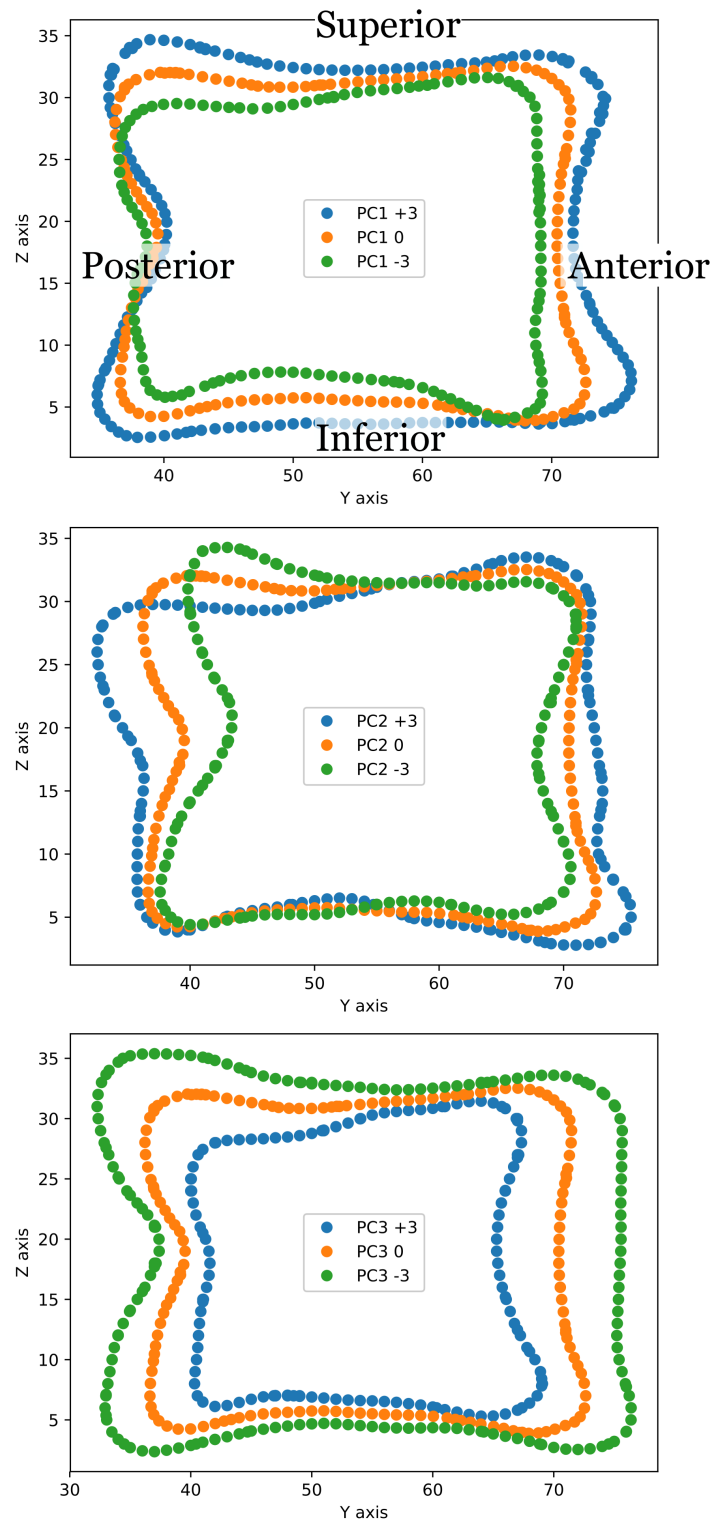 Superior
35
30
25
20
15
10
5
Z axis
PC1 +3
PC1 0
PC1 -3
Posterior
Anterior
Inferior
40 50 60 70
Y axis
35
30
25
20
15
10
5
Z axis
PC2 +3
PC2 0
PC2 -3
40 50 60 70
Y axis
35
30
25
20
15
10
5
Z axis
PC3 +3
PC3 0
PC3 -3
30 40 50 60 70
Y axis